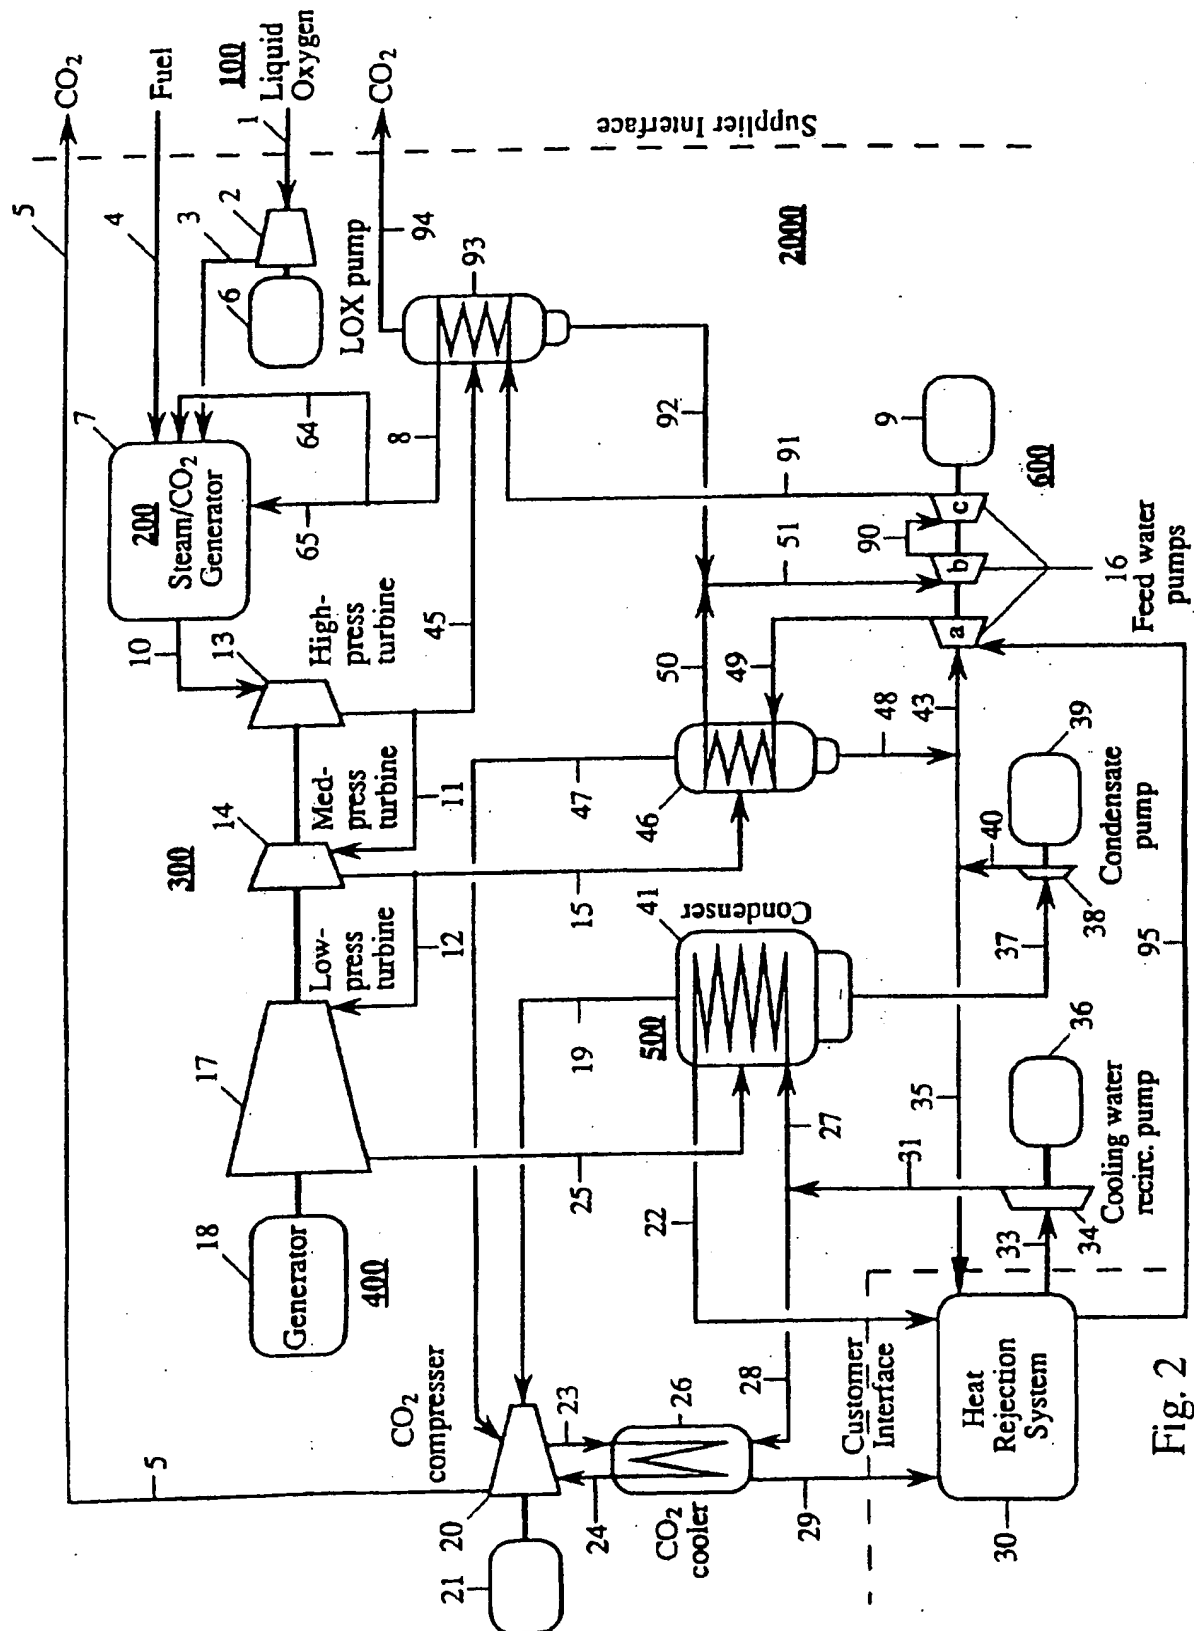 5
CO2
4
Fuel
100
Liquid
Oxygen
1
3
2
6
LOX pump
CO2
94
Supplier Interface
7
200
Steam/CO2
Generator
64
65
8
93
2000
10
13
High-
press
turbine
45
92
91
9
600
90
a
b
c
51
16
Feed water
pumps
300
14
Med-
press
turbine
11
47
46
50
49
48
43
39
17
Low-
press
turbine
12
15
41
Condenser
500
19
40
37
38
Condensate
pump
95
18
Generator
400
25
22
27
35
31
36
33
34
Cooling water
recirc. pump
5
CO2
compresser
20
21
23
24
26
CO2
cooler
28
29
Customer
Interface
Heat
Rejection
System
30
Fig. 2